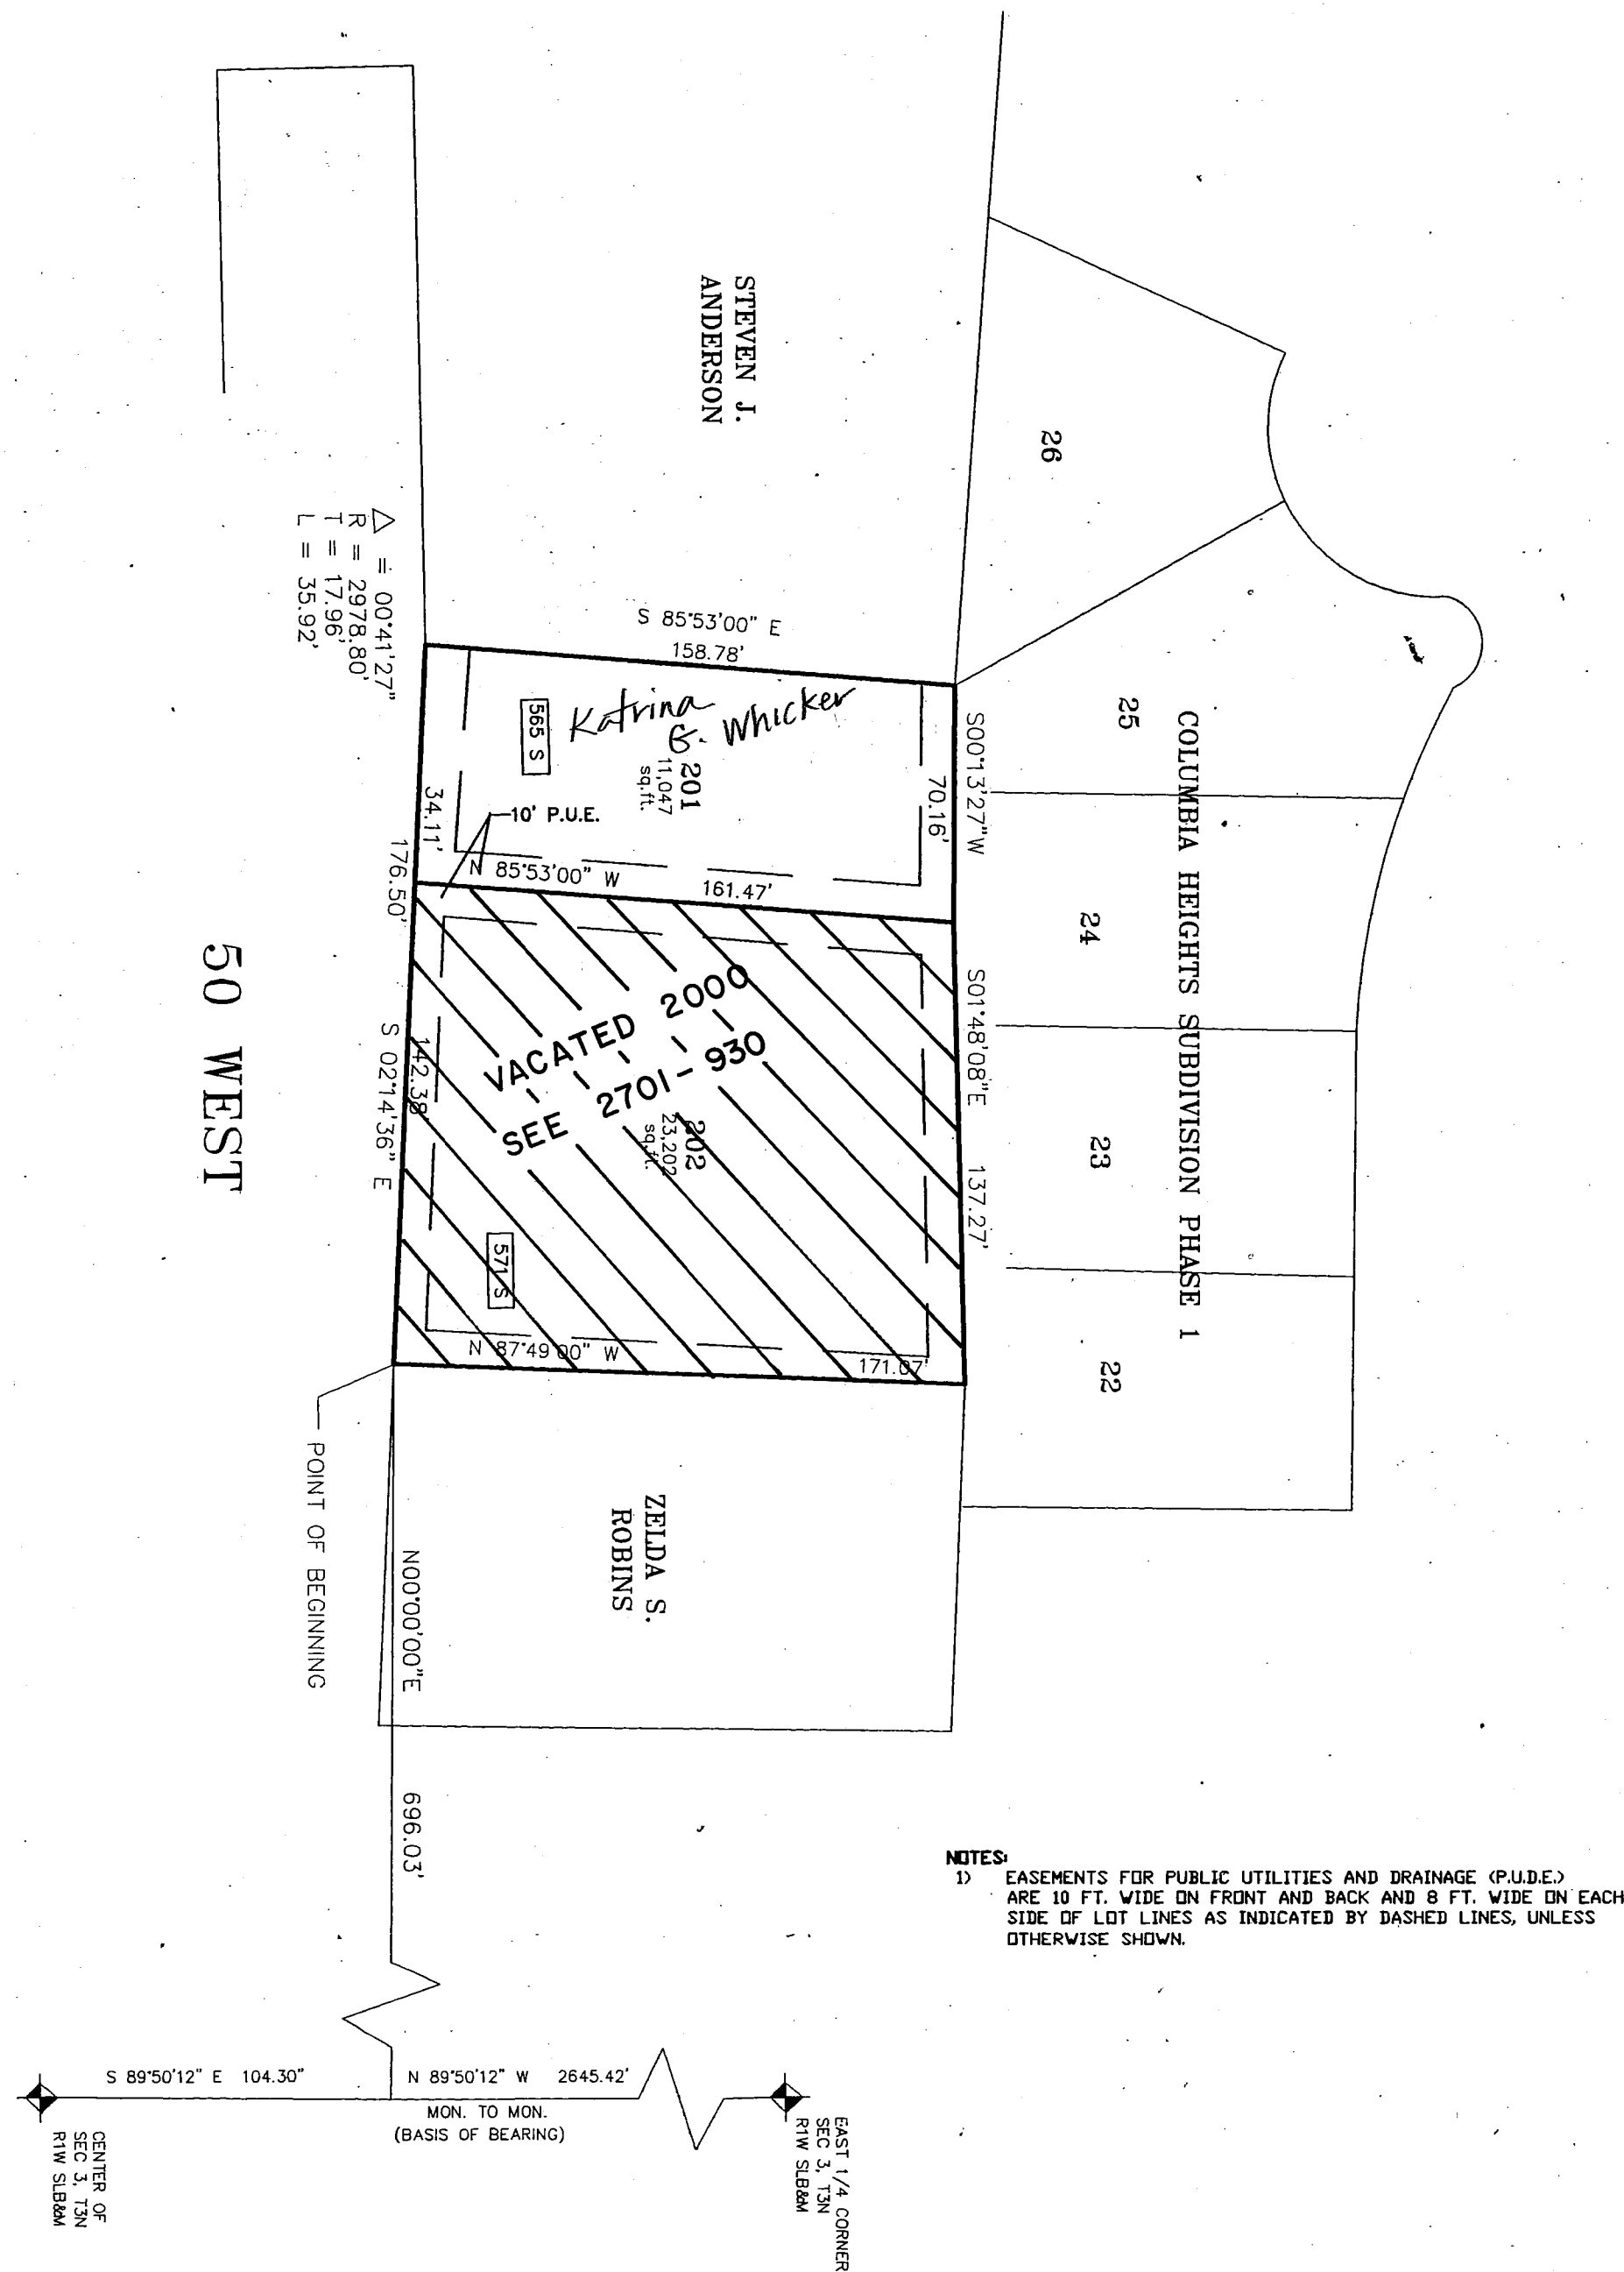 STEVEN J.
ANDERSON
26
△ = 00°41'27"
R = 2978.80'
T = 17.96'
L = 35.92'
S 85°53'00" E
158.78'
565 S
Katrina
G. Whicker
201
11,047
sq.ft.
34.11'
70.16'
S00°13'27"W
10' P.U.E.
N 85°53'00" W
161.47'
176.50'
25
COLUMBIA HEIGHTS SUBDIVISION PHASE 1
24
23
22
50 WEST
S 02°14'36" E
142.38'
VACATED 2000
SEE 2701-930
202
23,202
sq.ft.
S01°48'08"E 137.27'
571 S
N 87°49'00" W
171.07'
POINT OF BEGINNING
ZELDA S.
ROBINS
N00°00'00"E 696.03'
NOTES:
1) EASEMENTS FOR PUBLIC UTILITIES AND DRAINAGE (P.U.D.E.)
ARE 10 FT. WIDE ON FRONT AND BACK AND 8 FT. WIDE ON EACH
SIDE OF LOT LINES AS INDICATED BY DASHED LINES, UNLESS
OTHERWISE SHOWN.
S 89°50'12" E 104.30"
N 89°50'12" W 2645.42'
MON. TO MON.
(BASIS OF BEARING)
CENTER OF
SEC 3, T3N
R1W SLB&M
EAST 1/4 CORNER
SEC 3, T3N
R1W SLB&M